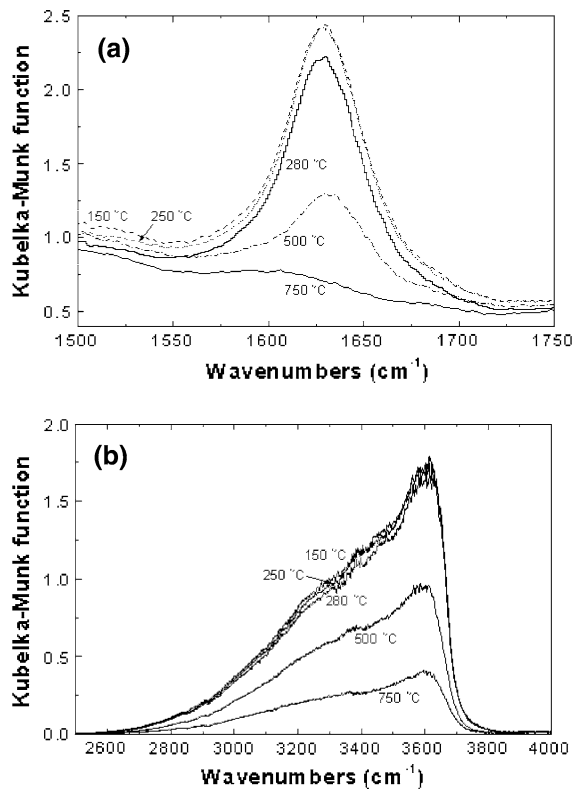 (a)
Kubelka-Munk function
2.5
2.0
1.5
1.0
0.5
150 °C
250 °C
280 °C
500 °C
750 °C
1500 1550 1600 1650 1700 1750
Wavenumbers (cm⁻¹)
(b)
Kubelka-Munk function
2.0
1.5
1.0
0.5
0.0
150 °C
250 °C
280 °C
500 °C
750 °C
2600 2800 3000 3200 3400 3600 3800 4000
Wavenumbers (cm⁻¹)